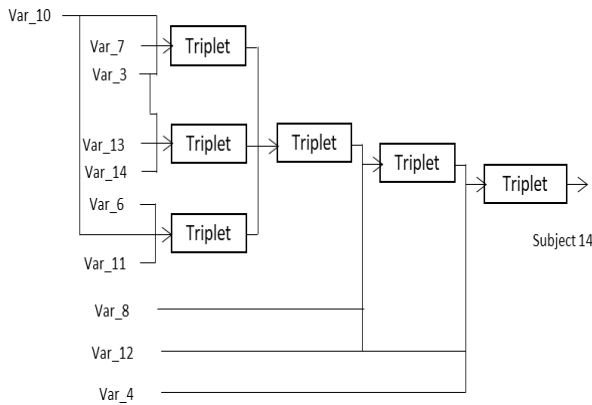 Var_10
Var_7
Triplet
Var_3
Var_13
Triplet
Triplet
Triplet
Var_14
Triplet
Var_6
Triplet
Var_11
Subject 14
Var_8
Var_12
Var_4